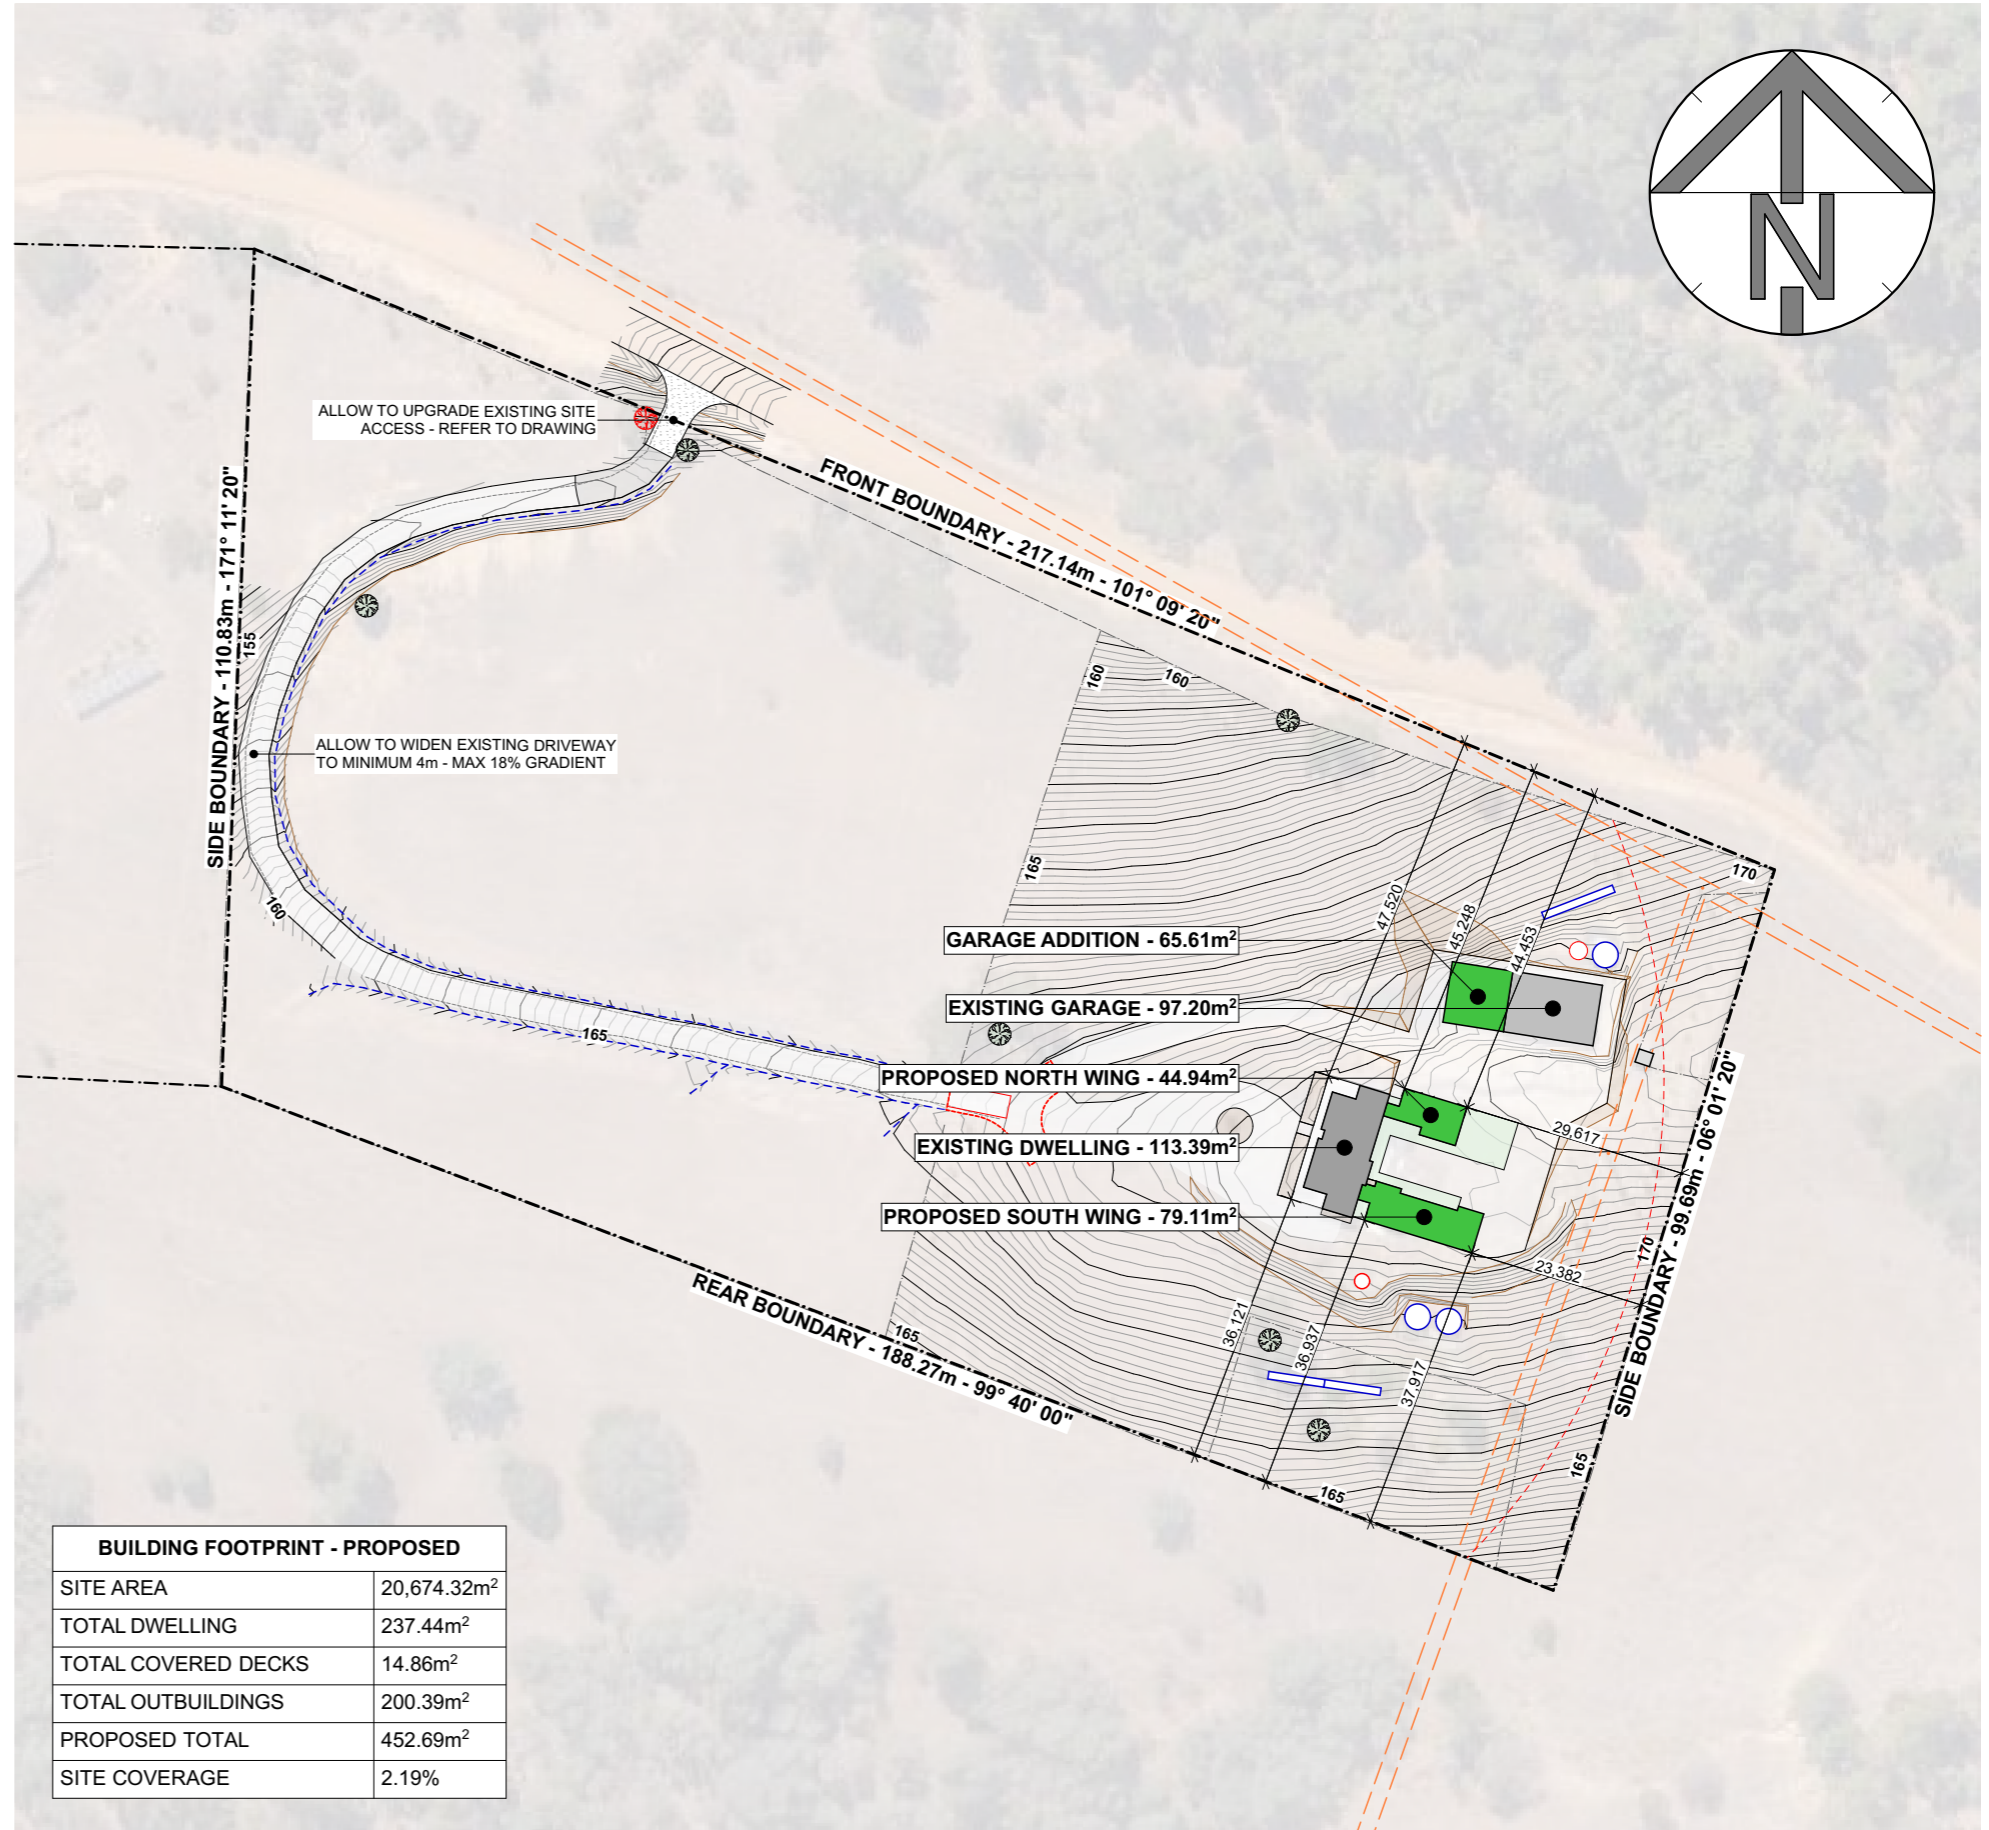 N
ALLOW TO UPGRADE EXISTING SITE
ACCESS - REFER TO DRAWING
FRONT BOUNDARY - 217.14m - 101° 09' 20"
SIDE BOUNDARY - 110.83m - 171° 11' 20"
155
160
160
ALLOW TO WIDEN EXISTING DRIVEWAY
TO MINIMUM 4m - MAX 18% GRADIENT
165
170
160
47,520
45,248
44,453
GARAGE ADDITION - 65.61m²
EXISTING GARAGE - 97.20m²
165
PROPOSED NORTH WING - 44.94m²
29,617
EXISTING DWELLING - 113.39m²
PROPOSED SOUTH WING - 79.11m²
SIDE BOUNDARY - 99.69m - 06° 01' 20"
170
23,382
REAR BOUNDARY - 188.27m - 99° 40' 00"
165
36,121
36,937
37,917
165
165
BUILDING FOOTPRINT - PROPOSED
SITE AREA 20,674.32m²
TOTAL DWELLING 237.44m²
TOTAL COVERED DECKS 14.86m²
TOTAL OUTBUILDINGS 200.39m²
PROPOSED TOTAL 452.69m²
SITE COVERAGE 2.19%